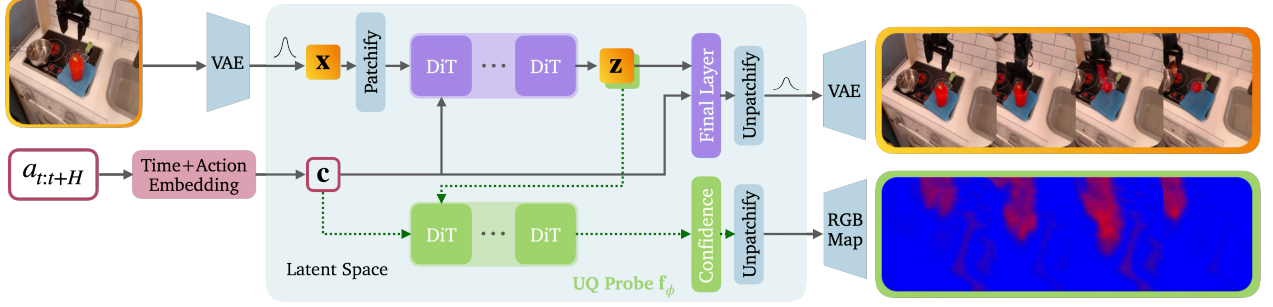 VAE
x
Patchify
DiT
···
DiT
z
Final Layer
Unpatchify
VAE
a_{t:t+H}
Time+Action
Embedding
c
DiT
···
DiT
Confidence
Unpatchify
RGB
Map
Latent Space
UQ Probe f_ϕ